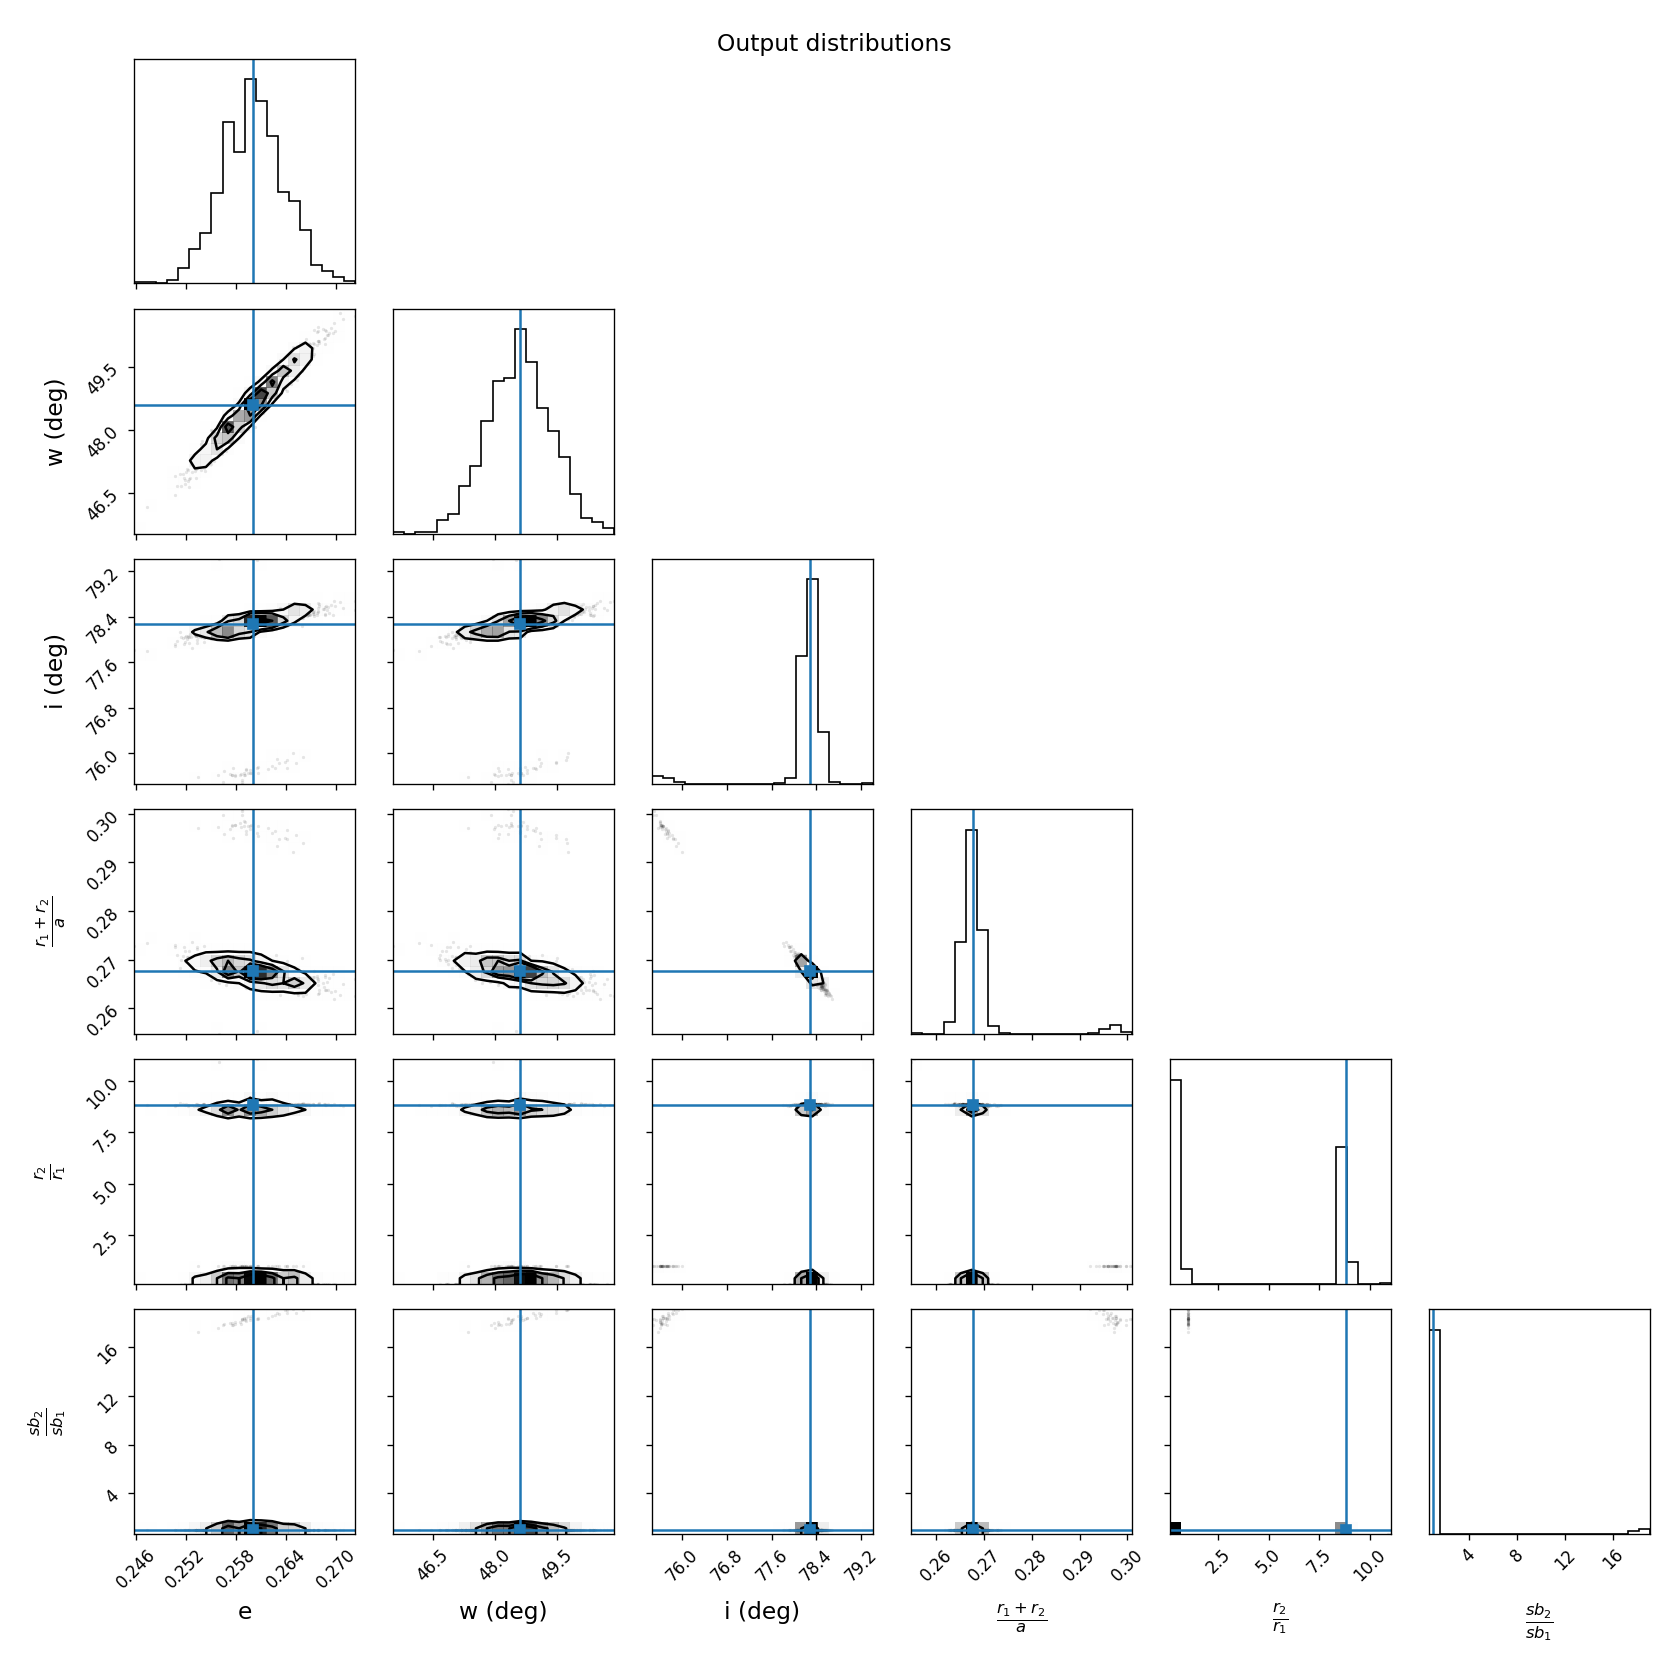 Output distributions
w (deg)
49.5
48.0
46.5
i (deg)
79.2
78.4
77.6
76.8
76.0
r₁ + r₂
a
0.30
0.29
0.28
0.27
0.26
r₂
r₁
10.0
7.5
5.0
2.5
sb₂
sb₁
16
12
8
4
0.246 0.252 0.258 0.264 0.270
46.5 48.0 49.5
76.0 76.8 77.6 78.4 79.2
0.26 0.27 0.28 0.29 0.30
2.5 5.0 7.5 10.0
4 8 12 16
e
w (deg)
i (deg)
r₁ + r₂
a
r₂
r₁
sb₂
sb₁